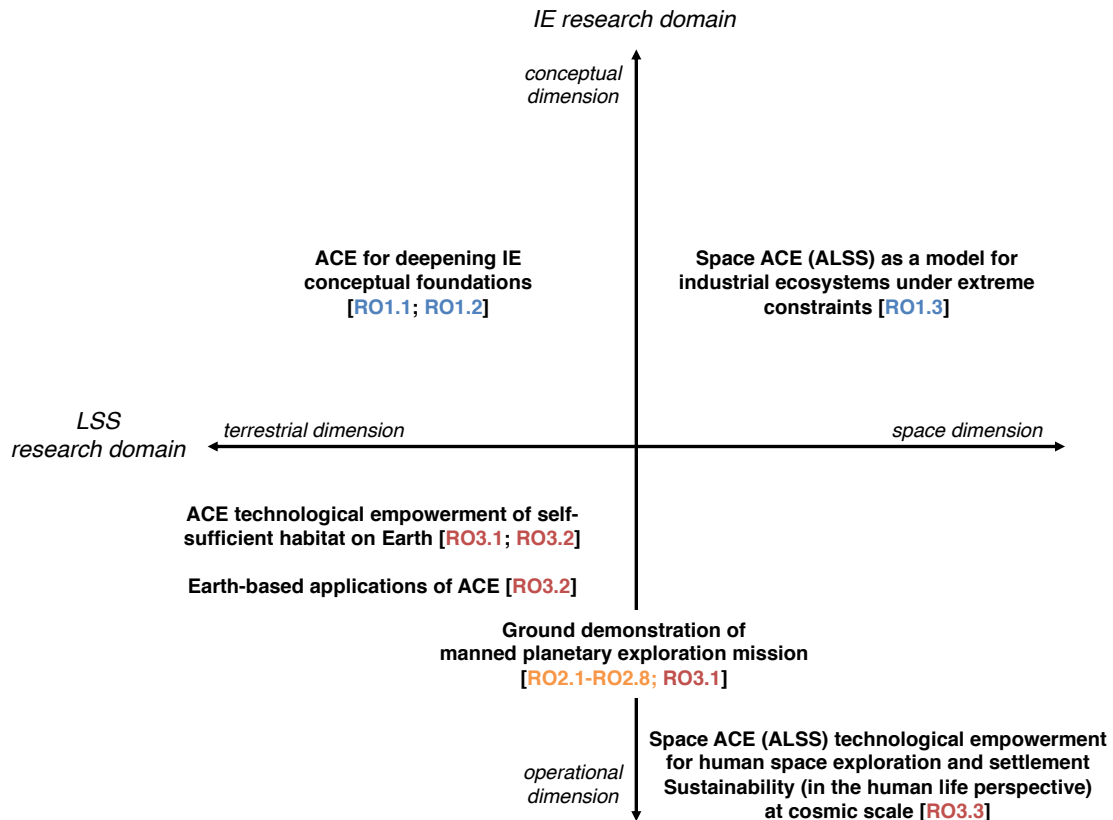 IE research domain
conceptual
dimension
ACE for deepening IE
conceptual foundations
[RO1.1; RO1.2]
Space ACE (ALSS) as a model for
industrial ecosystems under extreme
constraints [RO1.3]
LSS
research domain
terrestrial dimension
space dimension
ACE technological empowerment of self-
sufficient habitat on Earth [RO3.1; RO3.2]
Earth-based applications of ACE [RO3.2]
Ground demonstration of
manned planetary exploration mission
[RO2.1-RO2.8; RO3.1]
operational
dimension
Space ACE (ALSS) technological empowerment
for human space exploration and settlement
Sustainability (in the human life perspective)
at cosmic scale [RO3.3]